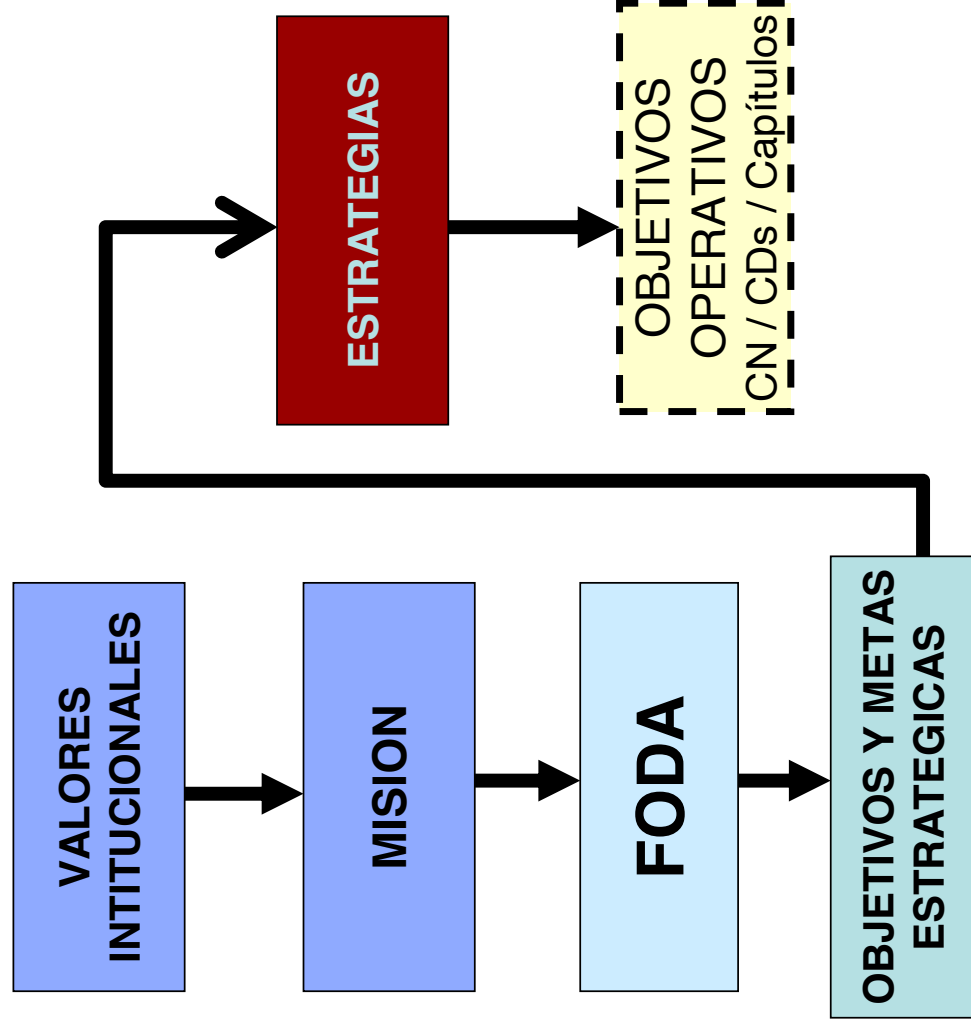 VALORES
INTITUCIONALES
MISION
FODA
OBJETIVOS Y METAS
ESTRATEGICAS
ESTRATEGIAS
OBJETIVOS
OPERATIVOS
CN / CDs / Capítulos